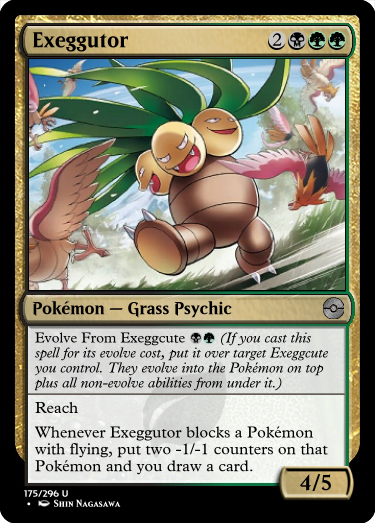 Exeggutor 2
Pokémon — Grass Psychic
Evolve From Exeggcute (If you cast this
spell for its evolve cost, put it over target Exeggcute
you control. They evolve into the Pokémon on top
plus all non-evolve abilities from under it.)
Reach
Whenever Exeggutor blocks a Pokémon
with flying, put two -1/-1 counters on that
Pokémon and you draw a card.
4/5
175/296 U
• Shin Nagasawa